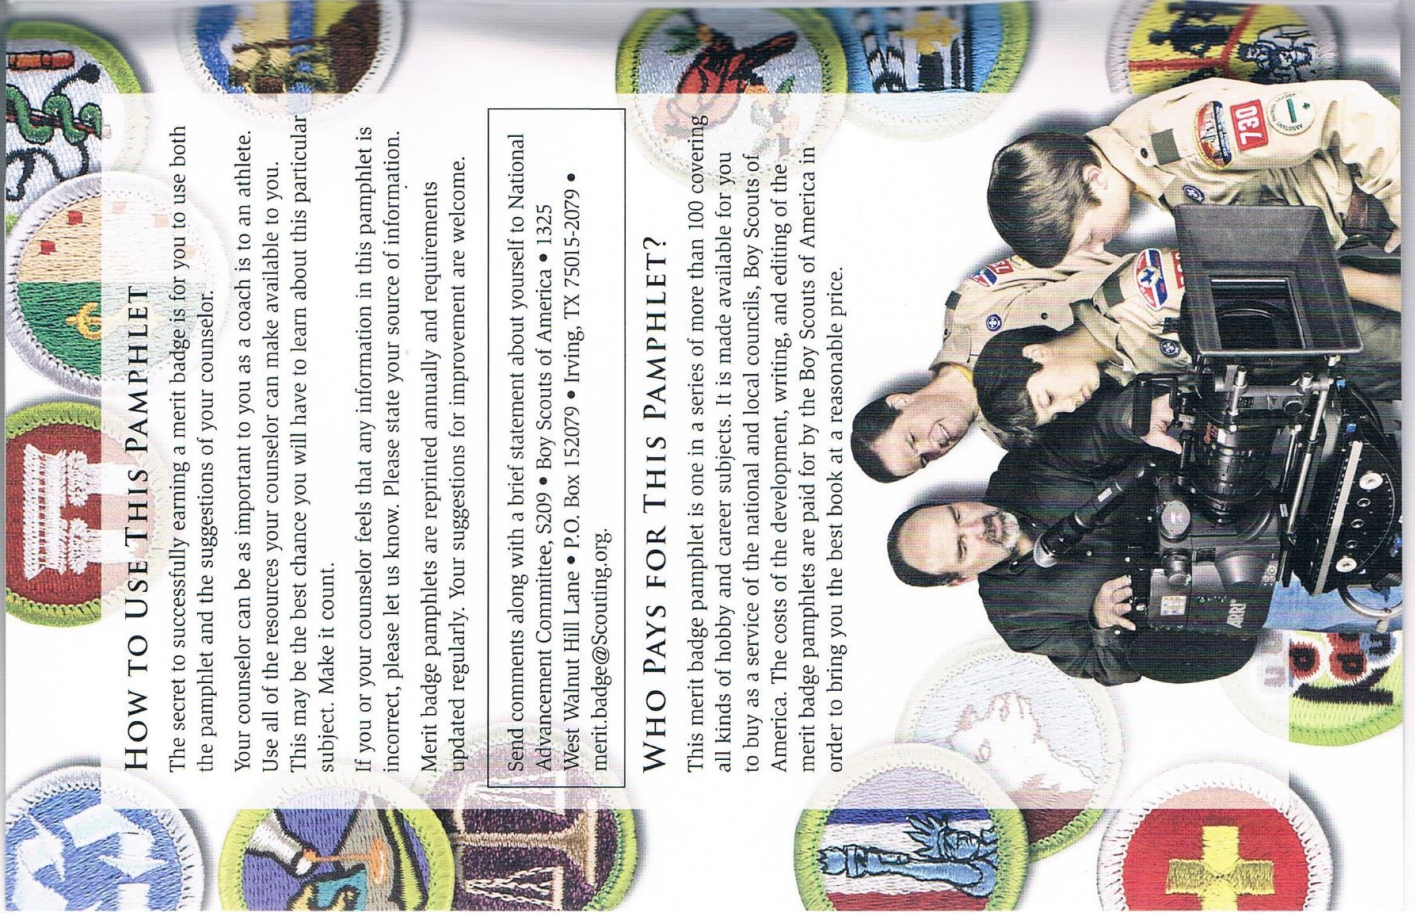 HOW TO USE THIS PAMPHLET
The secret to successfully earning a merit badge is for you to use both
the pamphlet and the suggestions of your counselor.
Your counselor can be as important to you as a coach is to an athlete.
Use all of the resources your counselor can make available to you.
This may be the best chance you will have to learn about this particular
subject. Make it count.
If you or your counselor feels that any information in this pamphlet is
incorrect, please let us know. Please state your source of information.
Merit badge pamphlets are reprinted annually and requirements
updated regularly. Your suggestions for improvement are welcome.
Send comments along with a brief statement about yourself to National
Advancement Committee, S209 • Boy Scouts of America • 1325
West Walnut Hill Lane • P.O. Box 152079 • Irving, TX 75015-2079 •
merit.badge@Scouting.org.
WHO PAYS FOR THIS PAMPHLET?
This merit badge pamphlet is one in a series of more than 100 covering
all kinds of hobby and career subjects. It is made available for you
to buy as a service of the national and local councils, Boy Scouts of
America. The costs of the development, writing, and editing of the
merit badge pamphlets are paid for by the Boy Scouts of America in
order to bring you the best book at a reasonable price.
730
ARRI